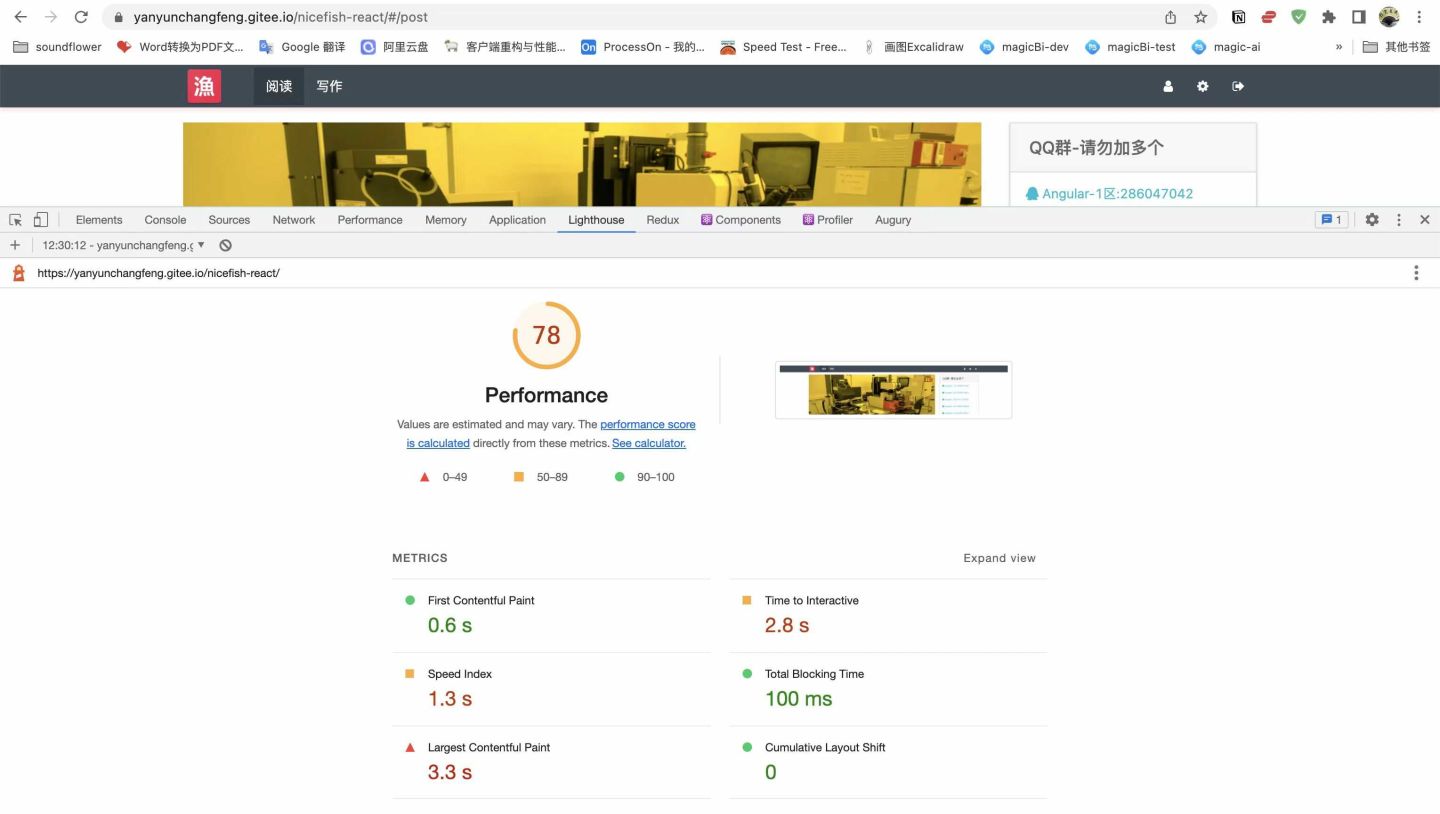 yanyunchangfeng.gitee.io/nicefish-react/#/post
soundflower Word转换为PDF文... Google 翻译 阿里云盘 客户端重构与性能... On ProcessOn - 我的... Speed Test - Free... 画图Excalidraw magicBi-dev magicBi-test magic-ai » 其他书签
漁 阅读 写作
QQ群-请勿加多个
Angular-1区:286047042
Elements Console Sources Network Performance Memory Application Lighthouse Redux Components Profiler Augury 1
12:30:12 - yanyunchangfeng.g
https://yanyunchangfeng.gitee.io/nicefish-react/
78
Performance
Values are estimated and may vary. The performance score
is calculated directly from these metrics. See calculator.
0–49 50–89 90–100
METRICS Expand view
First Contentful Paint
0.6 s
Time to Interactive
2.8 s
Speed Index
1.3 s
Total Blocking Time
100 ms
Largest Contentful Paint
3.3 s
Cumulative Layout Shift
0